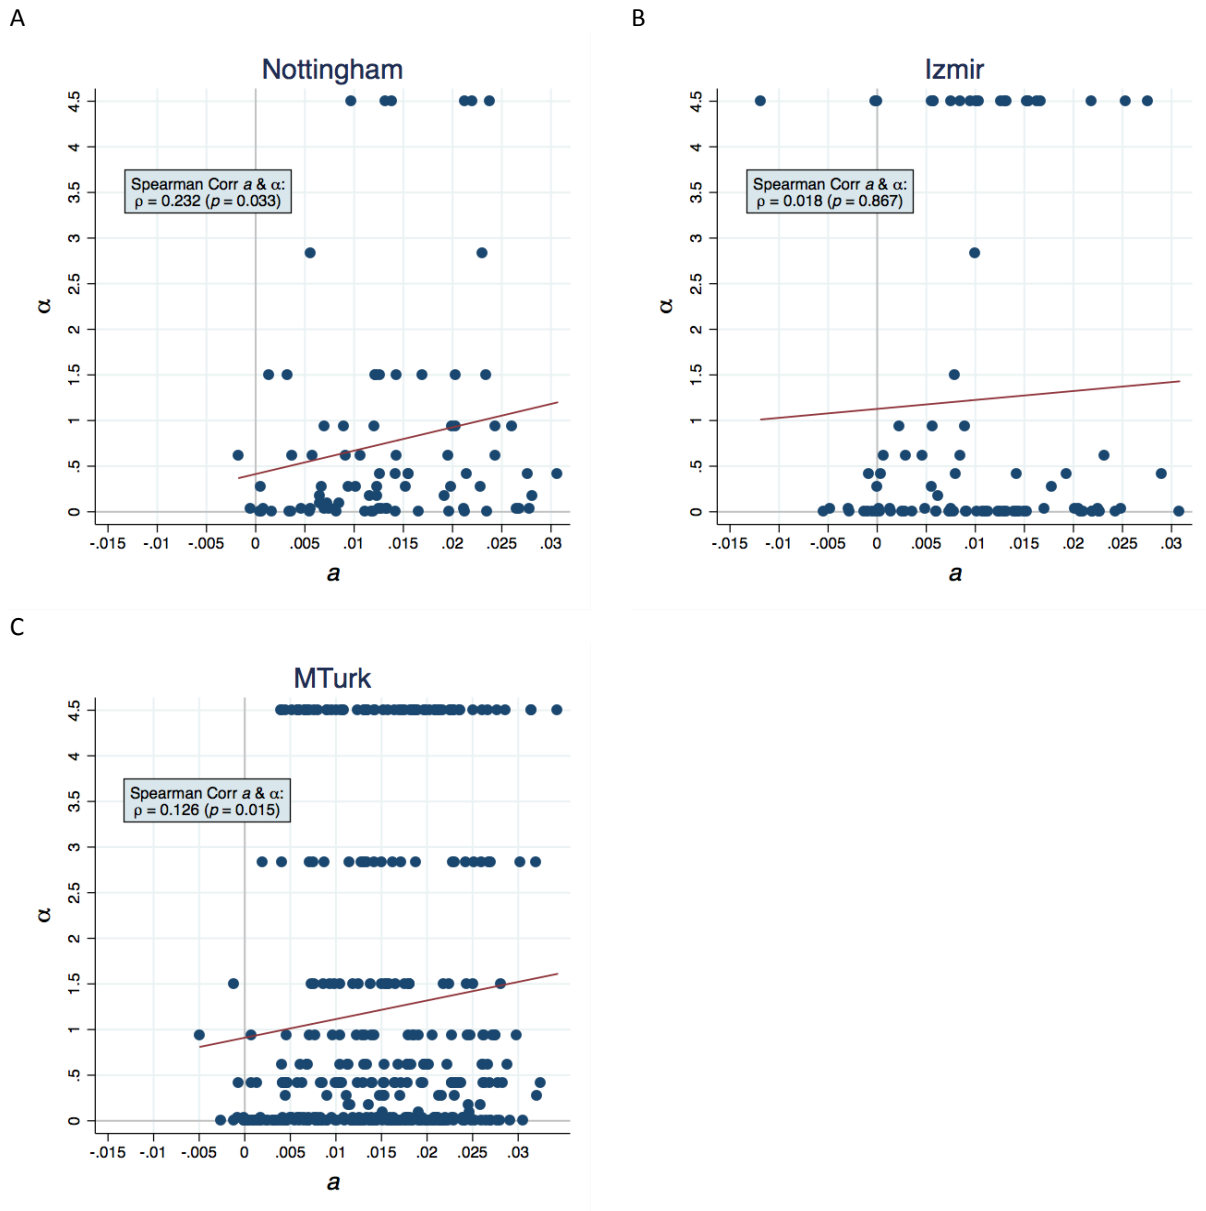 A
Nottingham
4.5
4
3.5
3
2.5
2
1.5
1
.5
0
α
Spearman Corr a & α:
ρ = 0.232 (p = 0.033)
-.015 -.01 -.005 0 .005 .01 .015 .02 .025 .03
a
B
Izmir
4.5
4
3.5
3
2.5
2
1.5
1
.5
0
α
Spearman Corr a & α:
ρ = 0.018 (p = 0.867)
-.015 -.01 -.005 0 .005 .01 .015 .02 .025 .03
a
C
MTurk
4.5
4
3.5
3
2.5
2
1.5
1
.5
0
α
Spearman Corr a & α:
ρ = 0.126 (p = 0.015)
-.015 -.01 -.005 0 .005 .01 .015 .02 .025 .03
a